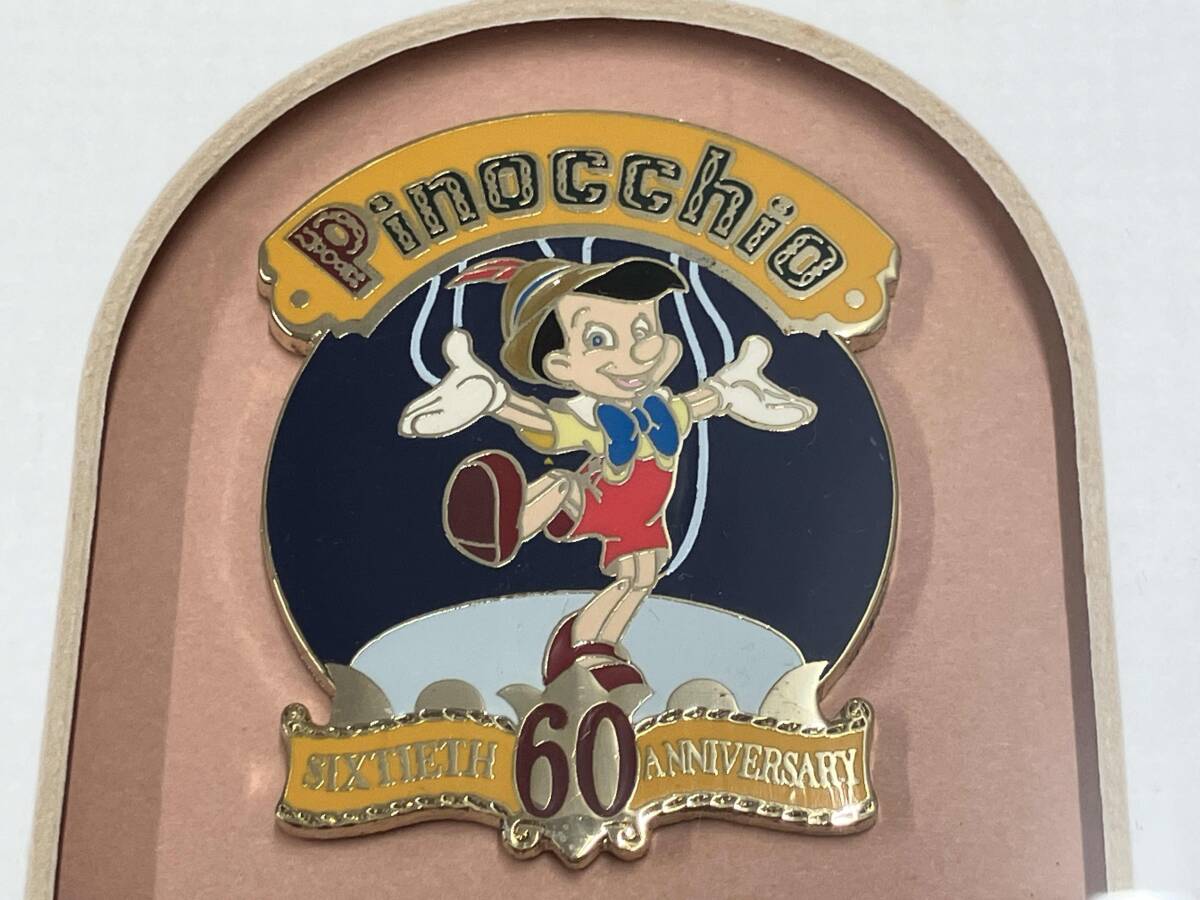 Pinocchio
SIXTIETH 60 ANNIVERSARY